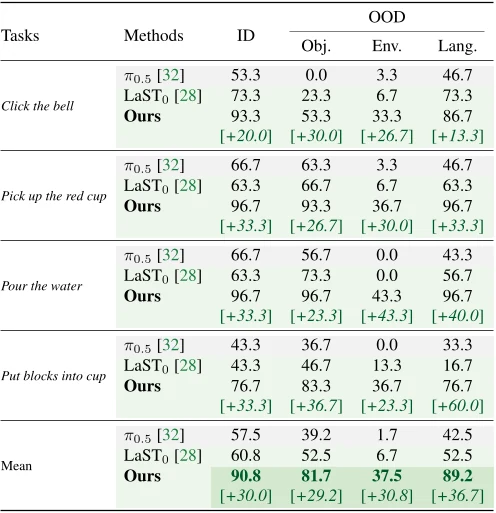 Tasks Methods ID OOD
Obj. Env. Lang.
Click the bell
π0.5 [32] 53.3 0.0 3.3 46.7
LaST0 [28] 73.3 23.3 6.7 73.3
Ours 93.3 53.3 33.3 86.7
[+20.0] [+30.0] [+26.7] [+13.3]
Pick up the red cup
π0.5 [32] 66.7 63.3 3.3 46.7
LaST0 [28] 63.3 66.7 6.7 63.3
Ours 96.7 93.3 36.7 96.7
[+33.3] [+26.7] [+30.0] [+33.3]
Pour the water
π0.5 [32] 66.7 56.7 0.0 43.3
LaST0 [28] 63.3 73.3 0.0 56.7
Ours 96.7 96.7 43.3 96.7
[+33.3] [+23.3] [+43.3] [+40.0]
Put blocks into cup
π0.5 [32] 43.3 36.7 0.0 33.3
LaST0 [28] 43.3 46.7 13.3 16.7
Ours 76.7 83.3 36.7 76.7
[+33.3] [+36.7] [+23.3] [+60.0]
Mean
π0.5 [32] 57.5 39.2 1.7 42.5
LaST0 [28] 60.8 52.5 6.7 52.5
Ours 90.8 81.7 37.5 89.2
[+30.0] [+29.2] [+30.8] [+36.7]